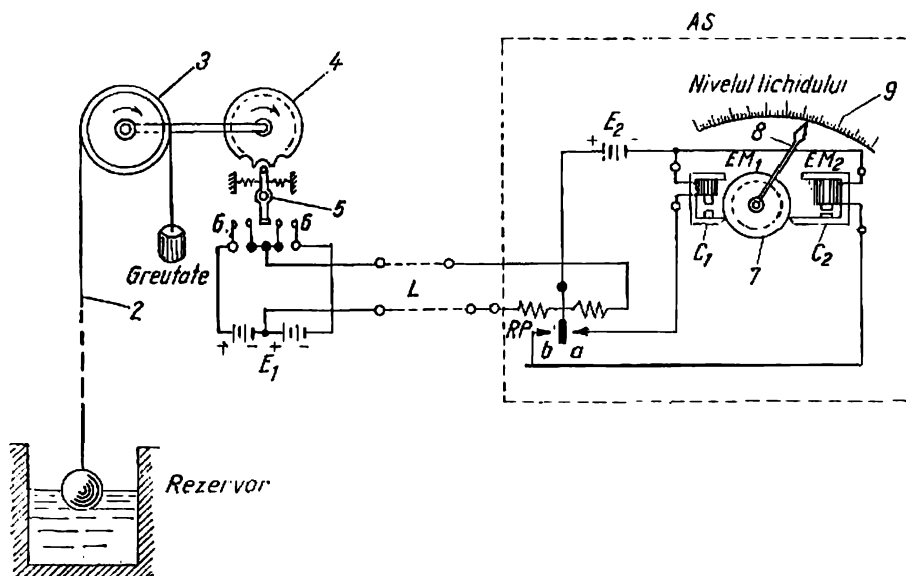 AS
3
4
Nivelul lichidului
9
E2
+ -
8
EM1
EM2
5
6.
6
C1
7
C2
Greutate
2
L
RP
b
a
+ - + -
E1
Rezervor